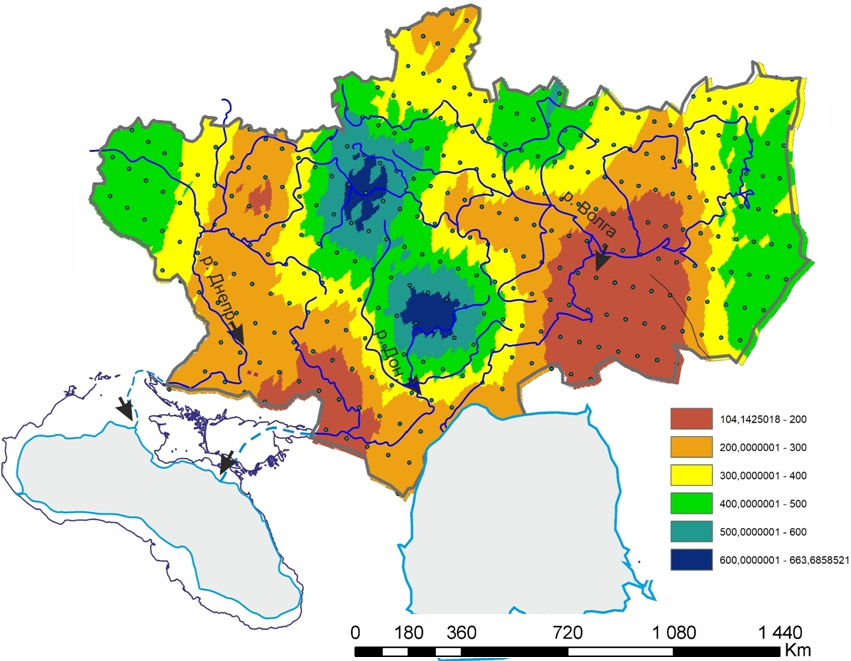 р. Волга
р. Днепр
р. Дон
104,1425018 - 200
200,0000001 - 300
300,0000001 - 400
400,0000001 - 500
500,0000001 - 600
600,0000001 - 663,6858521
0 180 360 720 1 080 1 440
Km